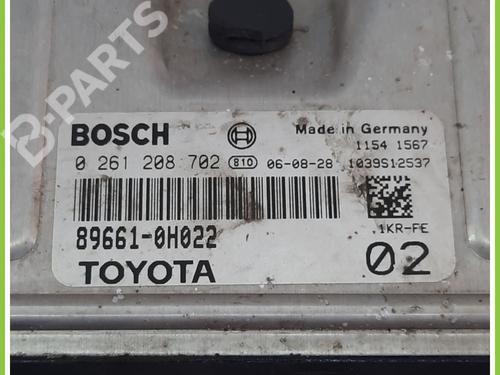 B-PARTS
BOSCH
Made in Germany
1154 1567
0 261 208 702 810 06-08-28 1039S12537
89661-0H022
1KR-FE
TOYOTA
02